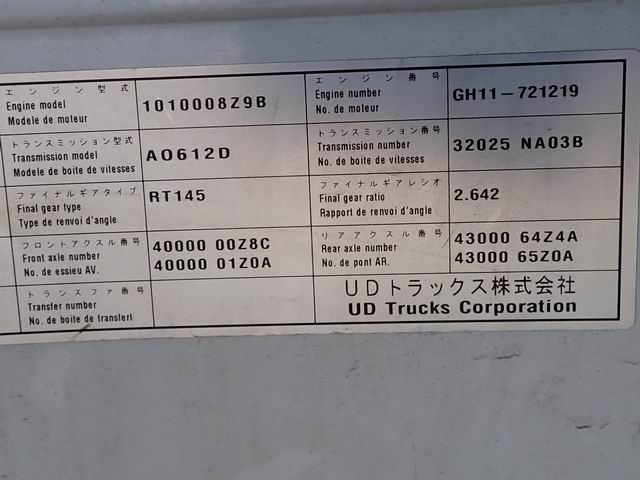 エンジン型式
Engine model
Modele de moteur
1010008Z9B
エンジン番号
Engine number
No. de moteur
GH11-721219
トランスミッション型式
Transmission model
Modele de boite de vitesses
AO612D
トランスミッション番号
Transmission number
No. de boite de vitesses
32025 NA03B
ファイナルギアタイプ
Final gear type
Type de renvoi d'angle
RT145
ファイナルギアレシオ
Final gear ratio
Rapport de renvoi d'angle
2.642
フロントアクスル番号
Front axle number
No. de essieu AV.
40000 00Z8C
40000 01Z0A
リアアクスル番号
Rear axle number
No. de pont AR.
43000 64Z4A
43000 65Z0A
トランスファ番号
Transfer number
No. de boite de transfert
UDトラックス株式会社
UD Trucks Corporation